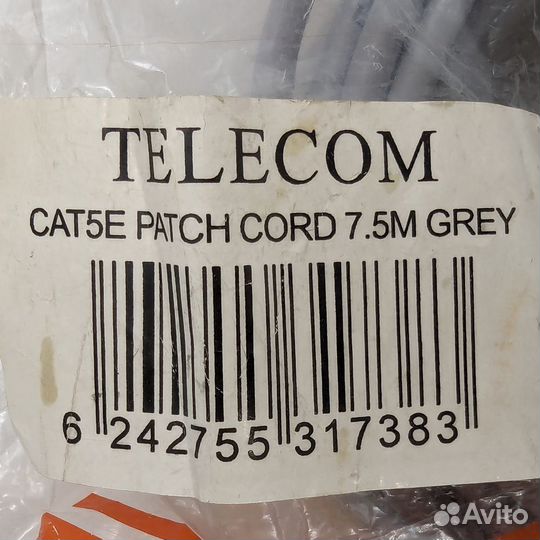 TELECOM
CAT5E PATCH CORD 7.5M GREY
6 242755 317383
Avito